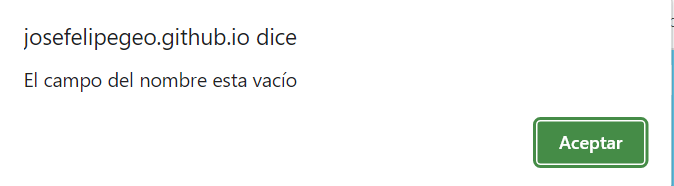 josefelipegeo.github.io dice
El campo del nombre esta vacío
Aceptar